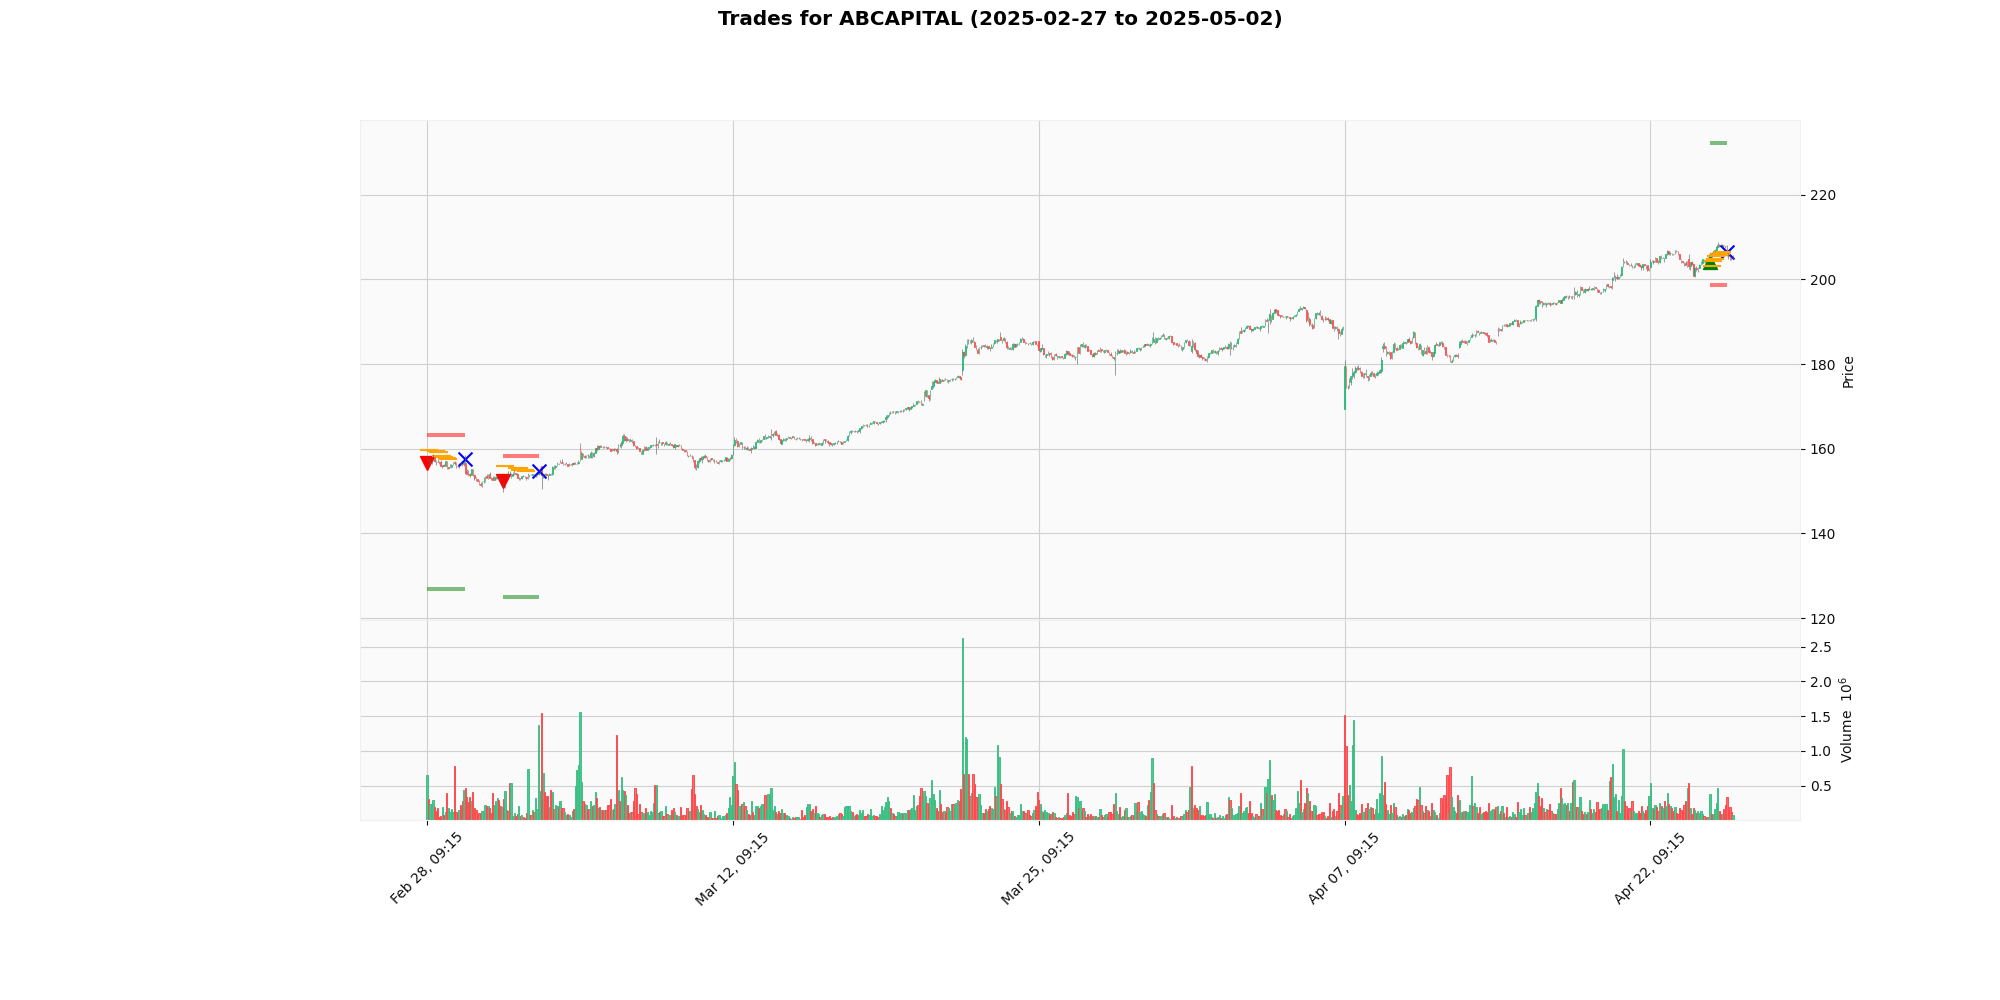 Trades for ABCAPITAL (2025-02-27 to 2025-05-02)
220
200
180
160
140
120
Price
2.5
2.0
1.5
1.0
0.5
Volume 10^6
Feb 28, 09:15
Mar 12, 09:15
Mar 25, 09:15
Apr 07, 09:15
Apr 22, 09:15